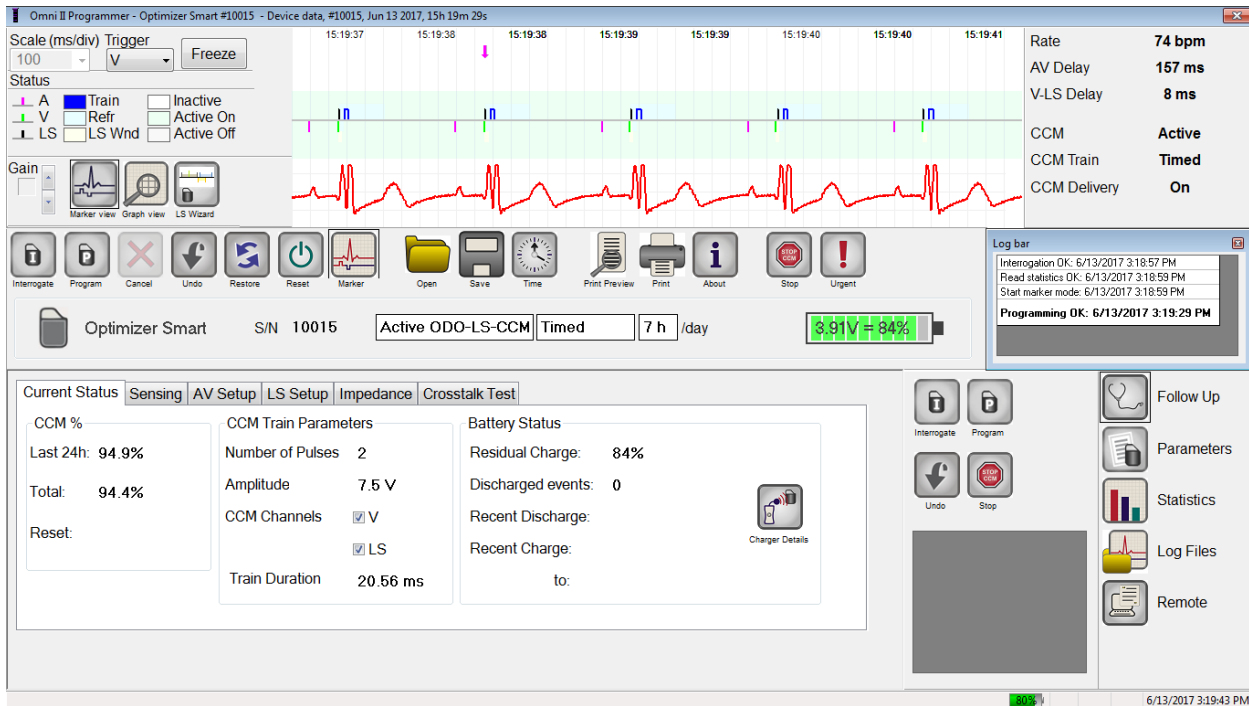 Omni II Programmer - Optimizer Smart #10015 - Device data, #10015, Jun 13 2017, 15h 19m 29s
Scale (ms/div) Trigger
100 V Freeze
Status
A Train Inactive
V Refr Active On
LS LS Wnd Active Off
Gain
Marker view Graph view LS Wizard
15:19:37 15:19:38 15:19:38 15:19:39 15:19:39 15:19:40 15:19:40 15:19:41
Rate 74 bpm
AV Delay 157 ms
V-LS Delay 8 ms
CCM Active
CCM Train Timed
CCM Delivery On
I P STOP CCM
Interrogate Program Cancel Undo Restore Reset Marker Open Save Time Print Preview Print About Stop Urgent
Log bar
Interrogation OK: 6/13/2017 3:18:57 PM
Read statistics OK: 6/13/2017 3:18:59 PM
Start marker mode: 6/13/2017 3:18:59 PM
Programming OK: 6/13/2017 3:19:29 PM
Optimizer Smart S/N 10015 Active ODO-LS-CCM Timed 7 h /day 3.91V = 84%
Current Status Sensing AV Setup LS Setup Impedance Crosstalk Test
CCM %
Last 24h: 94.9%
Total: 94.4%
Reset:
CCM Train Parameters
Number of Pulses 2
Amplitude 7.5 V
CCM Channels V
LS
Train Duration 20.56 ms
Battery Status
Residual Charge: 84%
Discharged events: 0
Recent Discharge:
Recent Charge:
to:
Charger Details
I P
Interrogate Program
STOP CCM
Undo Stop
Follow Up
Parameters
Statistics
Log Files
Remote
80% 6/13/2017 3:19:43 PM